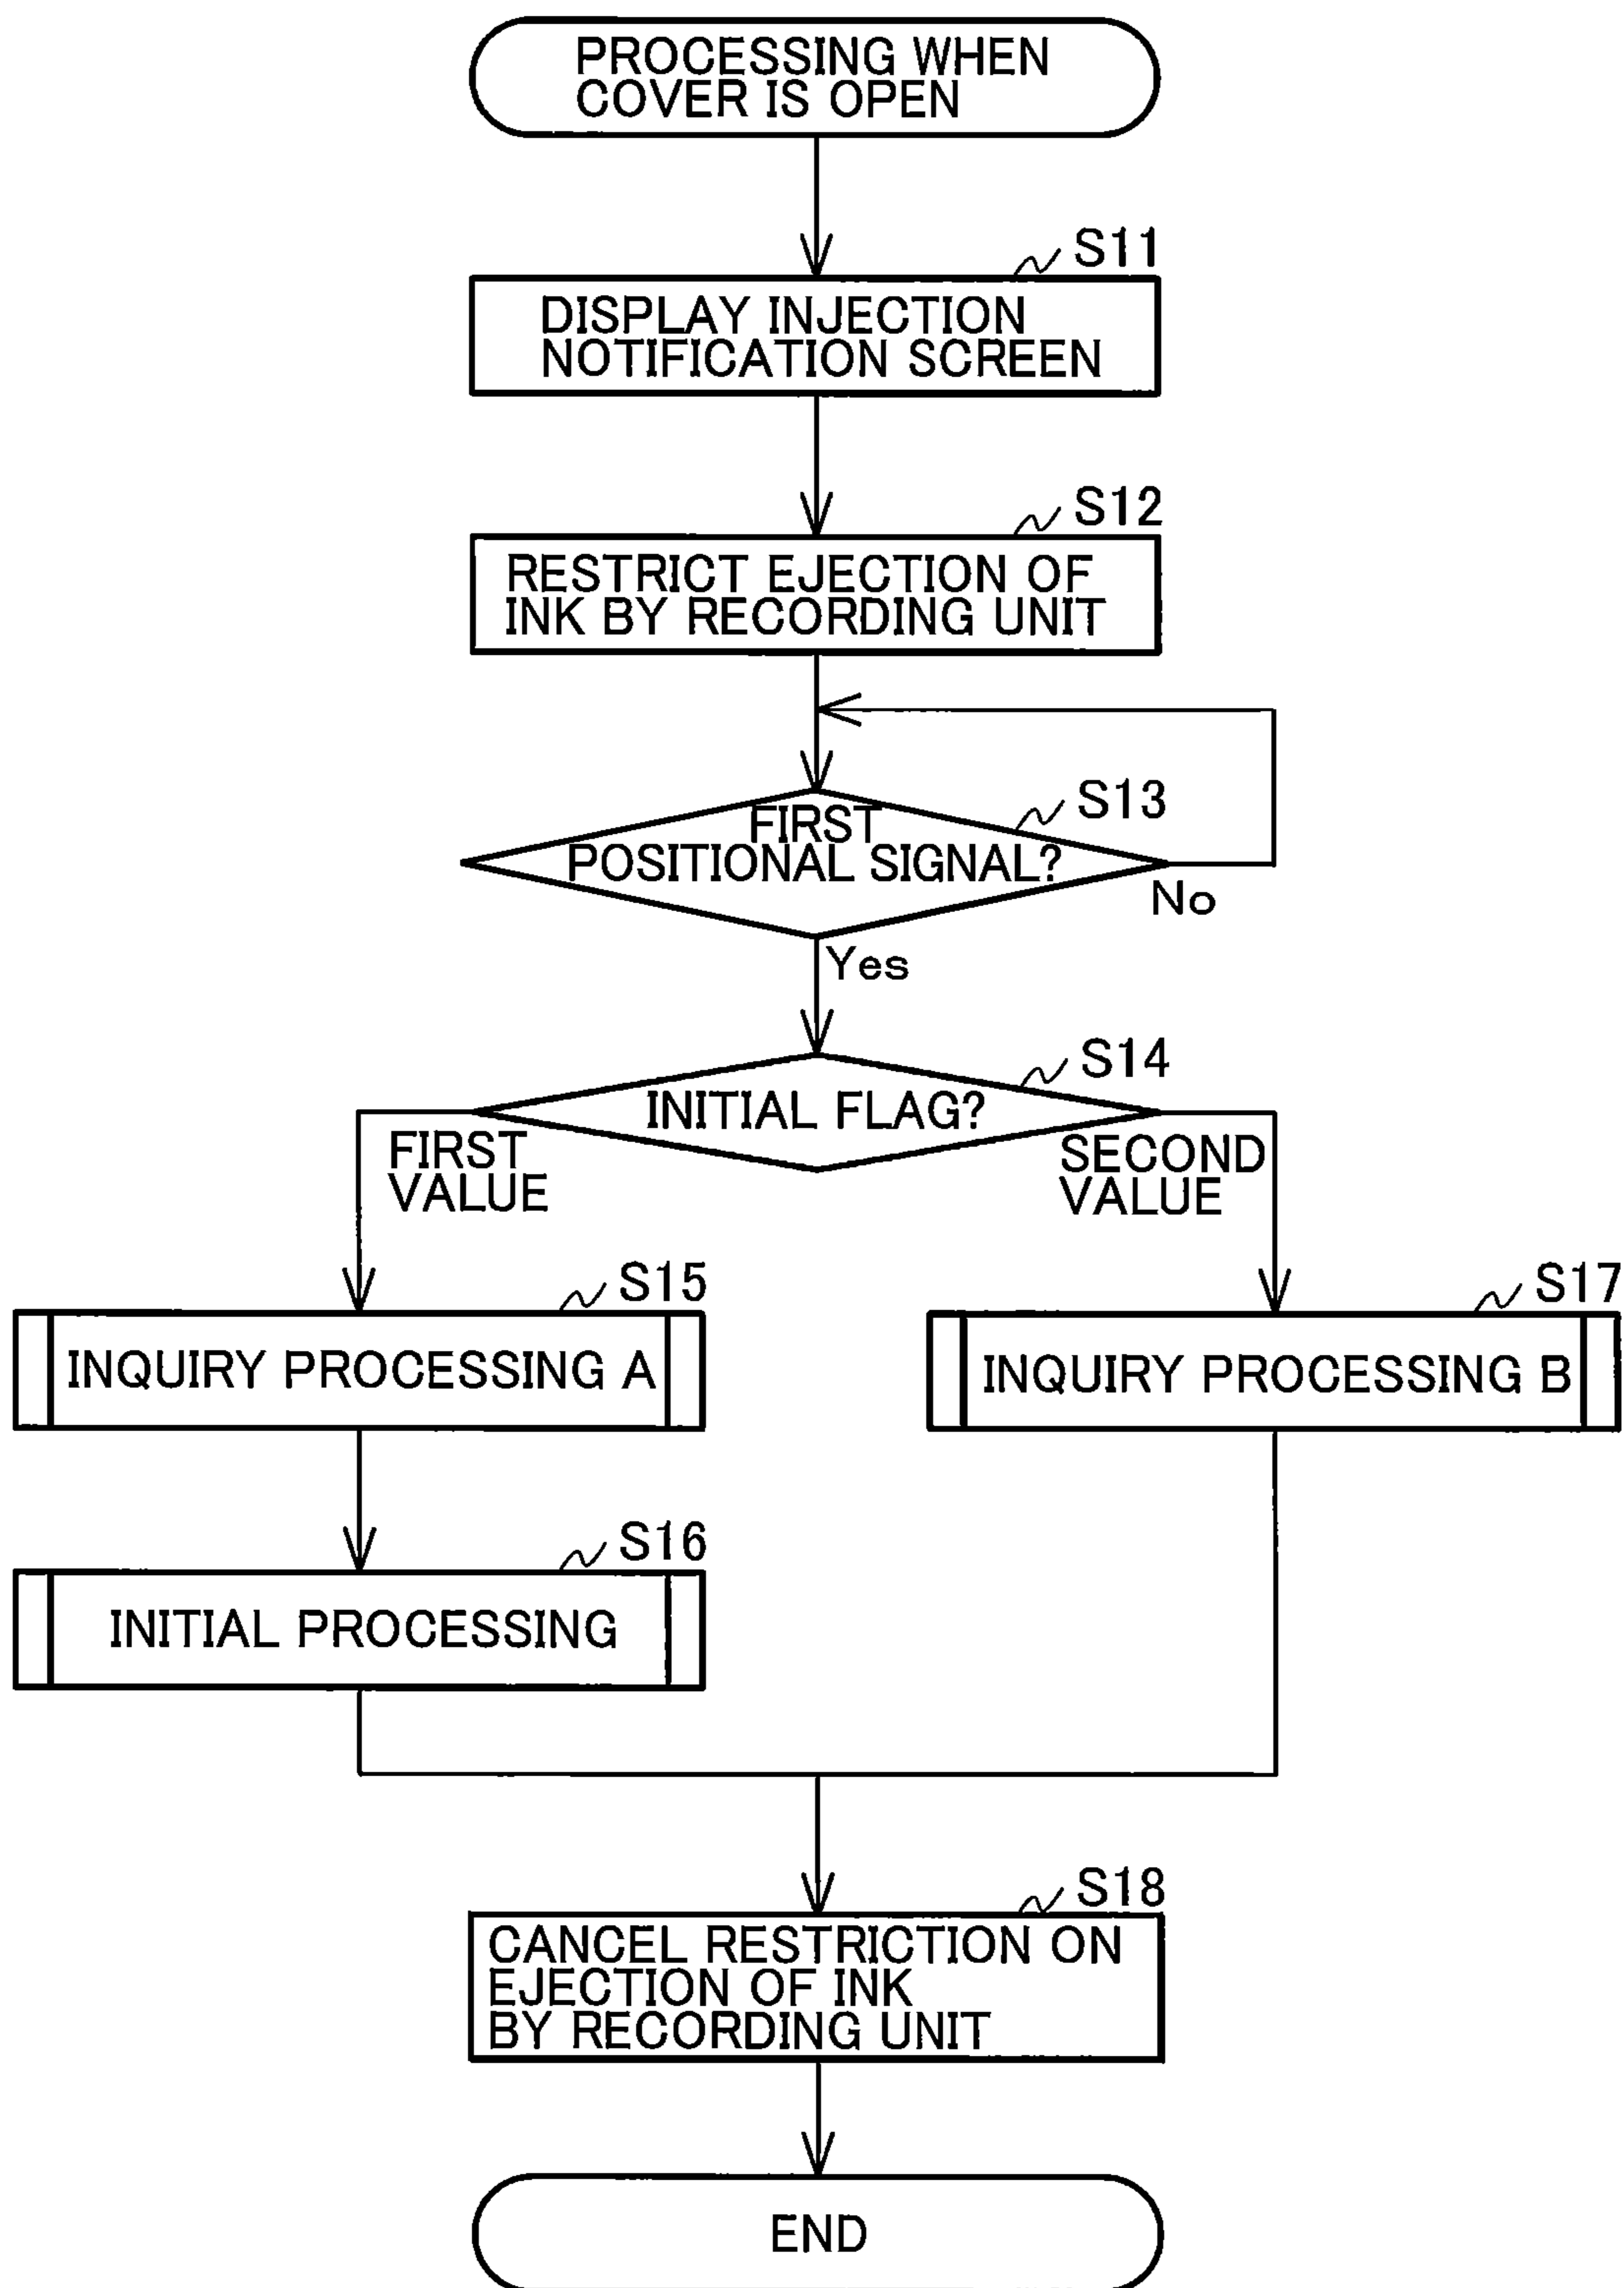 PROCESSING WHEN
COVER IS OPEN
S11
DISPLAY INJECTION
NOTIFICATION SCREEN
S12
RESTRICT EJECTION OF
INK BY RECORDING UNIT
S13
FIRST
POSITIONAL SIGNAL?
No
Yes
S14
INITIAL FLAG?
FIRST
VALUE
SECOND
VALUE
S15
INQUIRY PROCESSING A
S17
INQUIRY PROCESSING B
S16
INITIAL PROCESSING
S18
CANCEL RESTRICTION ON
EJECTION OF INK
BY RECORDING UNIT
END